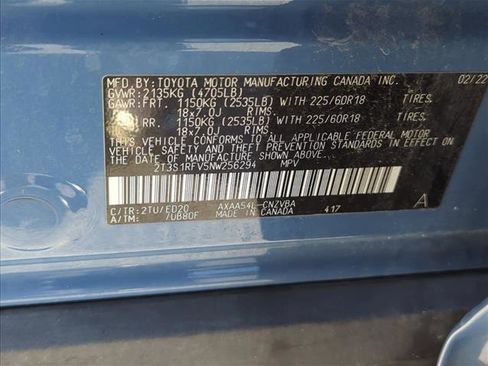 MFD. BY: TOYOTA MOTOR MANUFACTURING CANADA INC. 02/22
GVWR: 2135KG (4705LB)
GAWR: FRT. 1150KG (2535LB) WITH 225/60R18 TIRES
18x7.0J RIMS
RR. 1150KG (2535LB) WITH 225/60R18 TIRES
18x7.0J RIMS
THIS VEHICLE CONFORMS TO ALL APPLICABLE FEDERAL MOTOR
VEHICLE SAFETY AND THEFT PREVENTION STANDARDS IN EFFECT
ON THE DATE OF MANUFACTURE SHOWN ABOVE.
2T3S1RFV5NW256294 MPV
C/TR: 2TU/ED20 AXAA54L-CNZVBA A
A/TM: /UB80F MADE IN CANADA 417